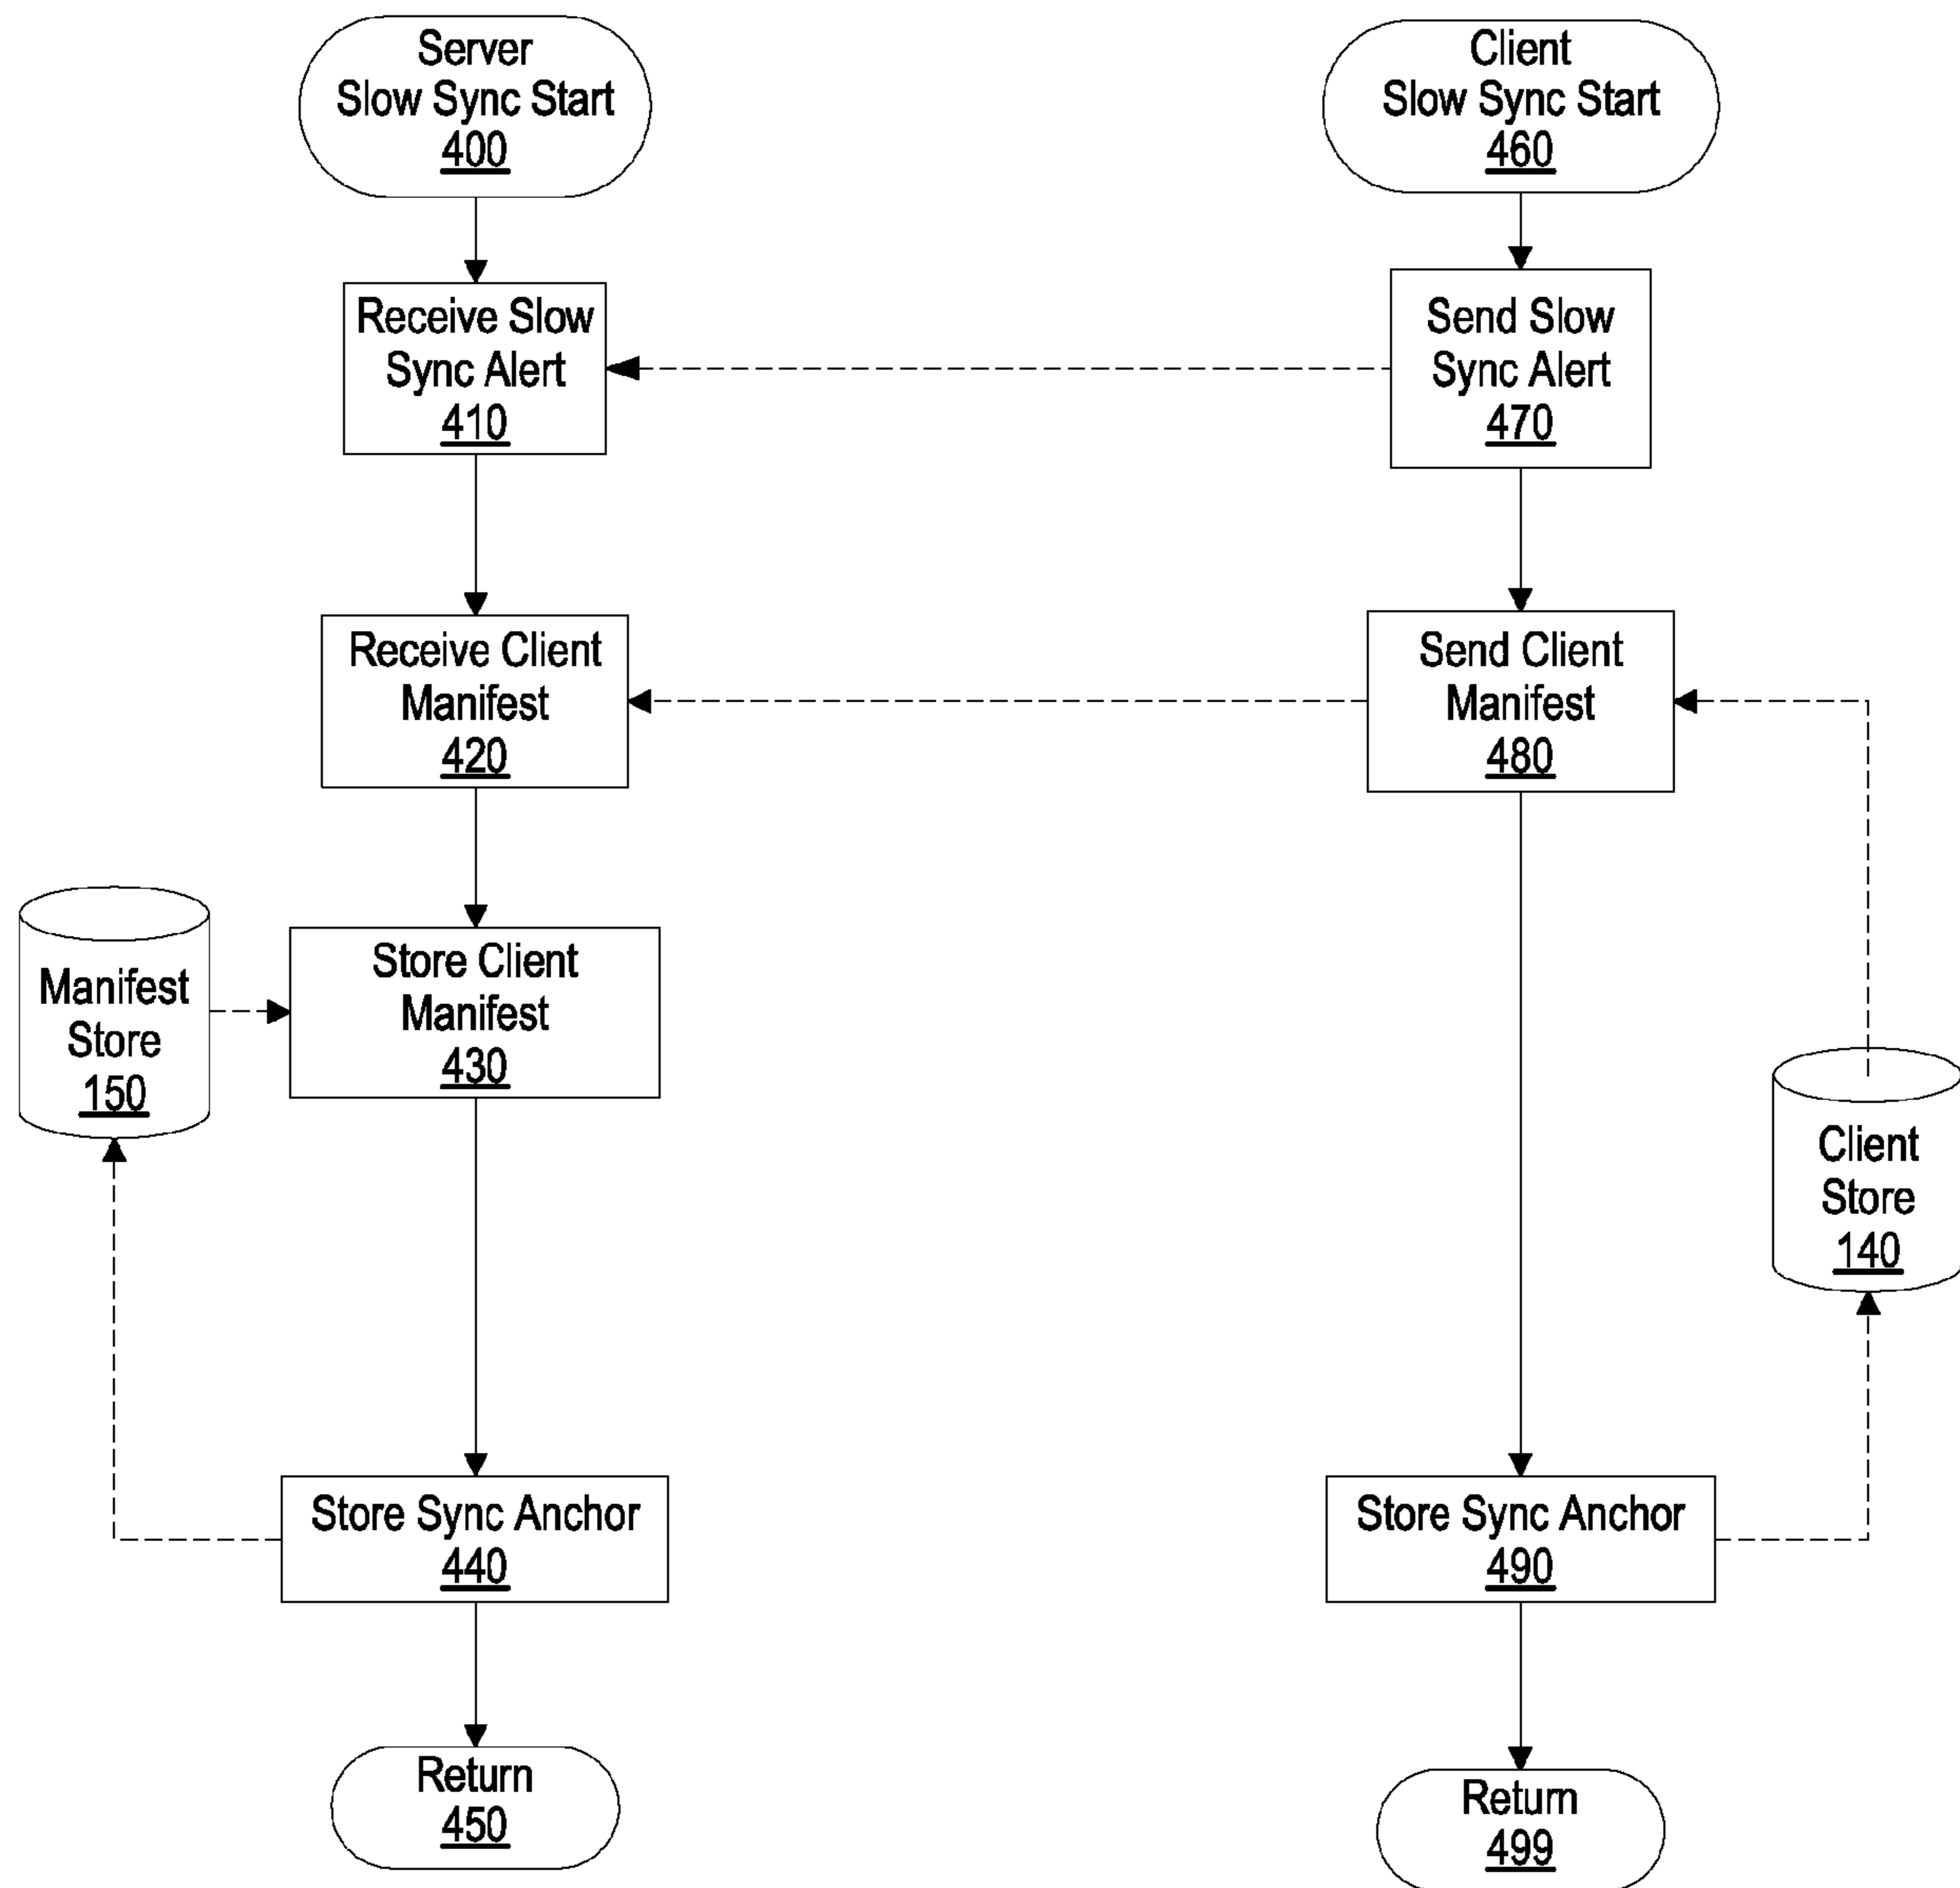 Server
Slow Sync Start
400
Client
Slow Sync Start
460
Receive Slow
Sync Alert
410
Send Slow
Sync Alert
470
Receive Client
Manifest
420
Send Client
Manifest
480
Manifest
Store
150
Store Client
Manifest
430
Client
Store
140
Store Sync Anchor
440
Store Sync Anchor
490
Return
450
Return
499